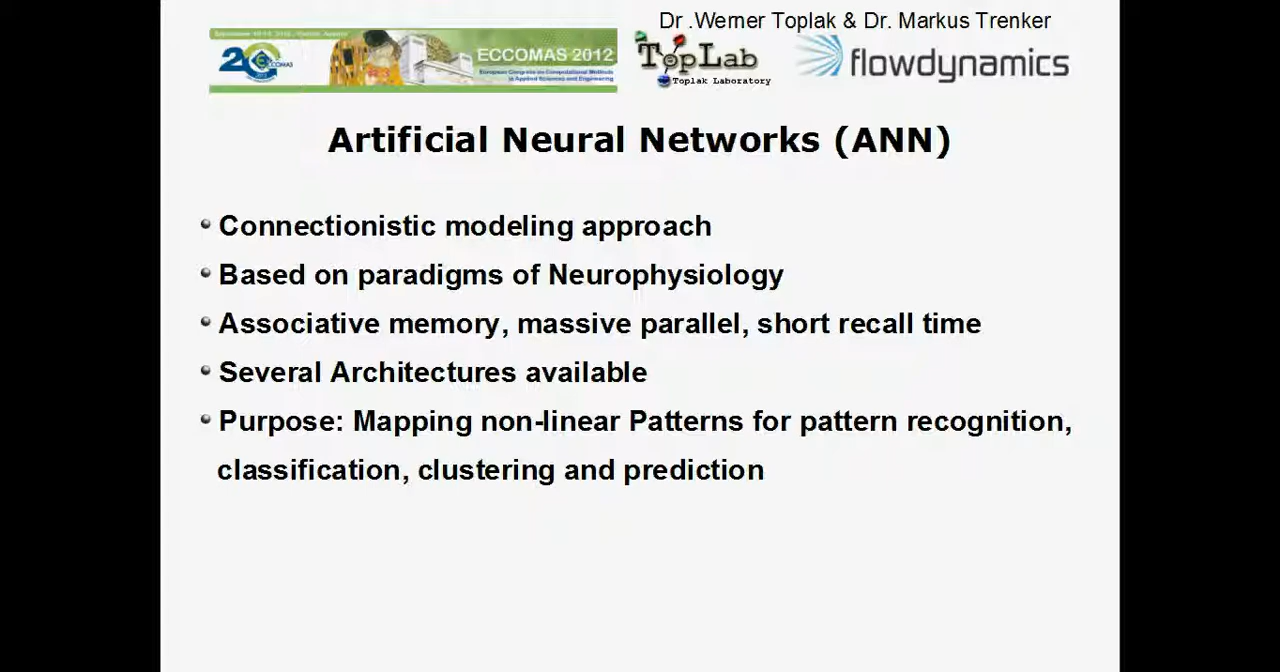 Dr .Werner Toplak & Dr. Markus Trenker
ECCOMAS 2012
European Congress on Computational Methods
in Applied Sciences and Engineering
20
ECCOMAS
TopLab
Toplak Laboratory
flowdynamics
Artificial Neural Networks (ANN)
Connectionistic modeling approach
Based on paradigms of Neurophysiology
Associative memory, massive parallel, short recall time
Several Architectures available
Purpose: Mapping non-linear Patterns for pattern recognition,
classification, clustering and prediction